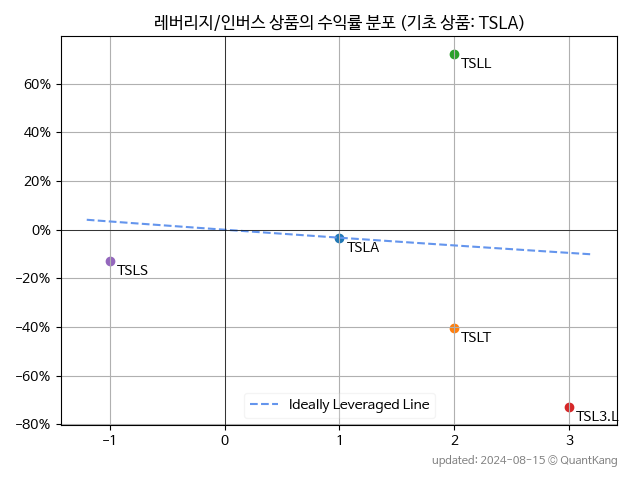 레버리지/인버스 상품의 수익률 분포 (기초 상품: TSLA)
60%
40%
20%
0%
−20%
−40%
−60%
−80%
TSLL
TSLA
TSLS
TSLT
TSL3.L
Ideally Leveraged Line
−1 0 1 2 3
updated: 2024-08-15 © QuantKang